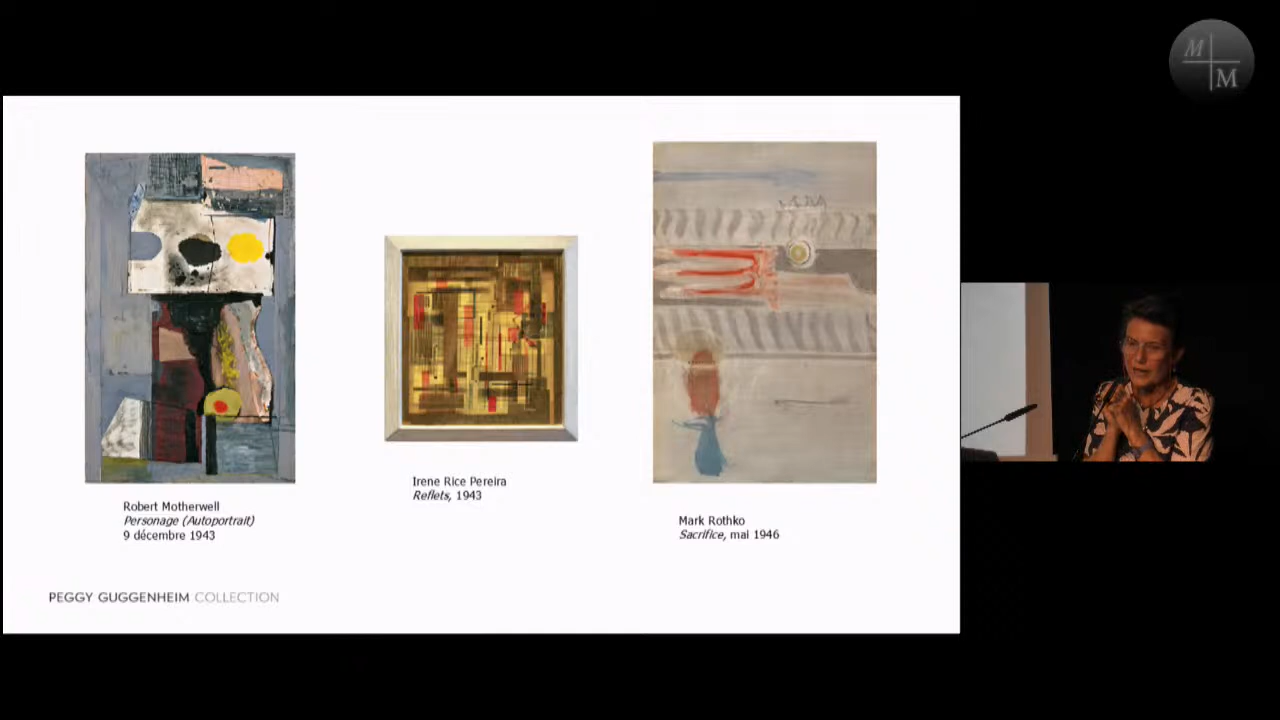 M
M
Robert Motherwell
Personage (Autoportrait)
9 décembre 1943
Irene Rice Pereira
Reflets, 1943
Mark Rothko
Sacrifice, mai 1946
PEGGY GUGGENHEIM COLLECTION